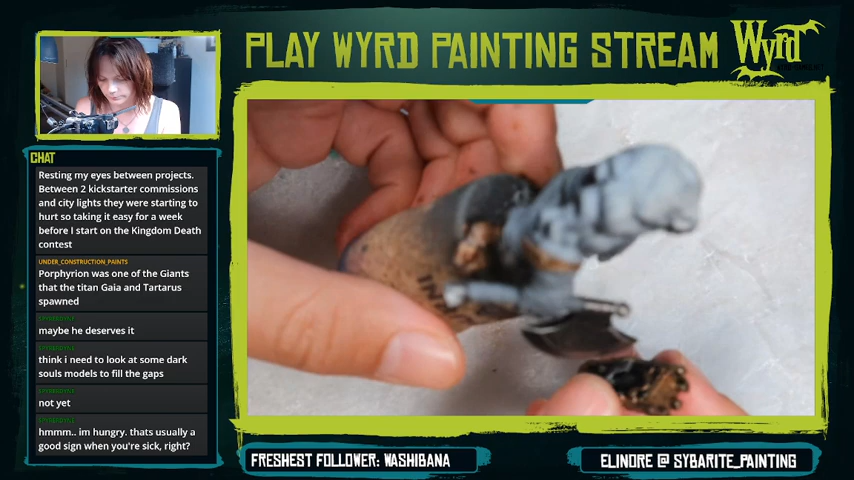 PLAY WYRD PAINTING STREAM
Wyrd
CHAT
Resting my eyes between projects.
Between 2 kickstarter commissions
and city lights they were starting to
hurt so taking it easy for a week
before I start on the Kingdom Death
contest
UNDER_CONSTRUCTION_PAINTS
Porphyrion was one of the Giants
that the titan Gaia and Tartarus
spawned
maybe he deserves it
think i need to look at some dark
souls models to fill the gaps
not yet
hmmm.. im hungry. thats usually a
good sign when you're sick, right?
FRESHEST FOLLOWER: WASHIBANA
ELINORE @ SYBARITE_PAINTING